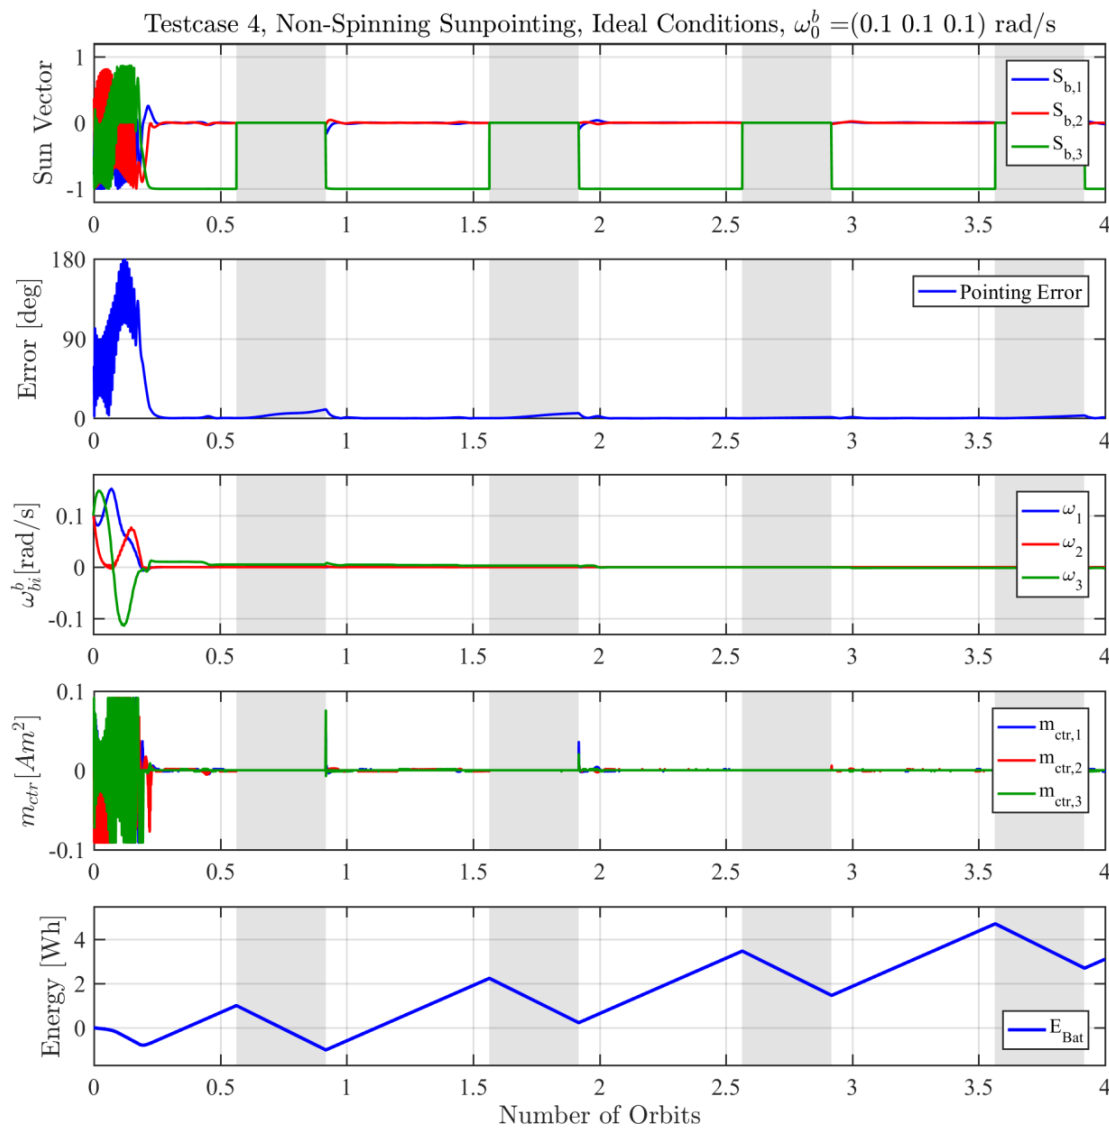 Testcase 4, Non-Spinning Sunpointing, Ideal Conditions, ω₀ᵇ =(0.1 0.1 0.1) rad/s
Sun Vector
1
0
-1
S_b,1
S_b,2
S_b,3
0 0.5 1 1.5 2 2.5 3 3.5 4
Error [deg]
180
90
0
Pointing Error
0 0.5 1 1.5 2 2.5 3 3.5 4
ω_bi^b[rad/s]
0.1
0
-0.1
ω_1
ω_2
ω_3
0 0.5 1 1.5 2 2.5 3 3.5 4
m_ctr[Am^2]
0.1
0
-0.1
m_ctr,1
m_ctr,2
m_ctr,3
0 0.5 1 1.5 2 2.5 3 3.5 4
Energy [Wh]
4
2
0
E_Bat
0 0.5 1 1.5 2 2.5 3 3.5 4
Number of Orbits